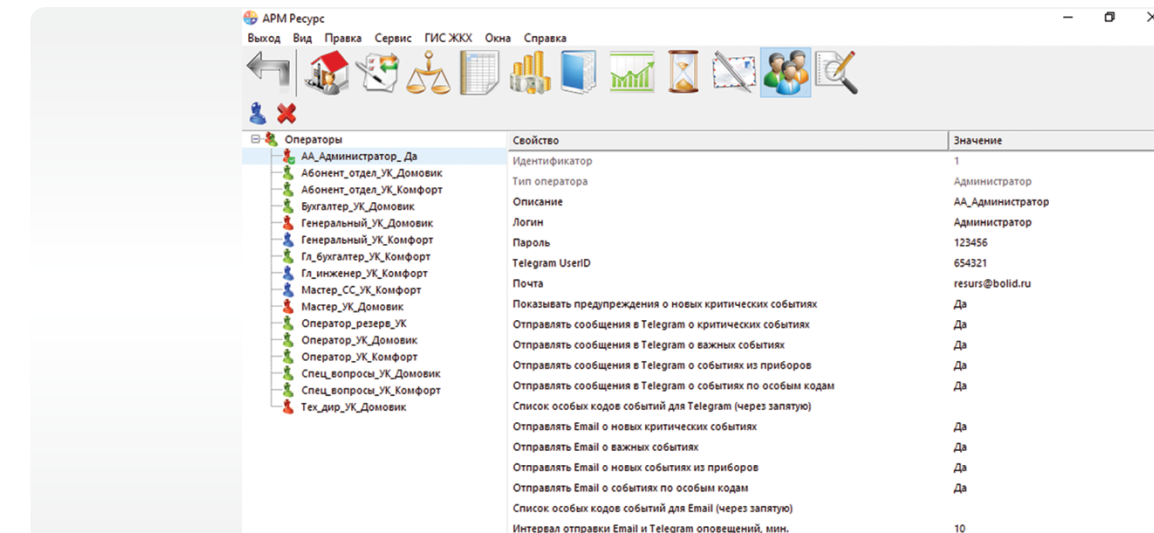 АРМ Ресурс
Выход Вид Правка Сервис ГИС ЖКХ Окна Справка
Операторы
АА_Администратор_ Да
Абонент_отдел_УК_Домовик
Абонент_отдел_УК_Комфорт
Бухгалтер_УК_Домовик
Генеральный_УК_Домовик
Генеральный_УК_Комфорт
Гл_бухгалтер_УК_Комфорт
Гл_инженер_УК_Комфорт
Мастер_СС_УК_Комфорт
Мастер_УК_Домовик
Оператор_резерв_УК
Оператор_УК_Домовик
Оператор_УК_Комфорт
Спец_вопросы_УК_Домовик
Спец_вопросы_УК_Комфорт
Тех_дир_УК_Домовик
Свойство Значение
Идентификатор 1
Тип оператора Администратор
Описание АА_Администратор
Логин Администратор
Пароль 123456
Telegram UserID 654321
Почта resurs@bolid.ru
Показывать предупреждения о новых критических событиях Да
Отправлять сообщения в Telegram о критических событиях Да
Отправлять сообщения в Telegram о важных событиях Да
Отправлять сообщения в Telegram о событиях из приборов Да
Отправлять сообщения в Telegram о событиях по особым кодам Да
Список особых кодов событий для Telegram (через запятую)
Отправлять Email о новых критических событиях Да
Отправлять Email о важных событиях Да
Отправлять Email о новых событиях из приборов Да
Отправлять Email о событиях по особым кодам Да
Список особых кодов событий для Email (через запятую)
Интервал отправки Email и Telegram оповещений, мин. 10